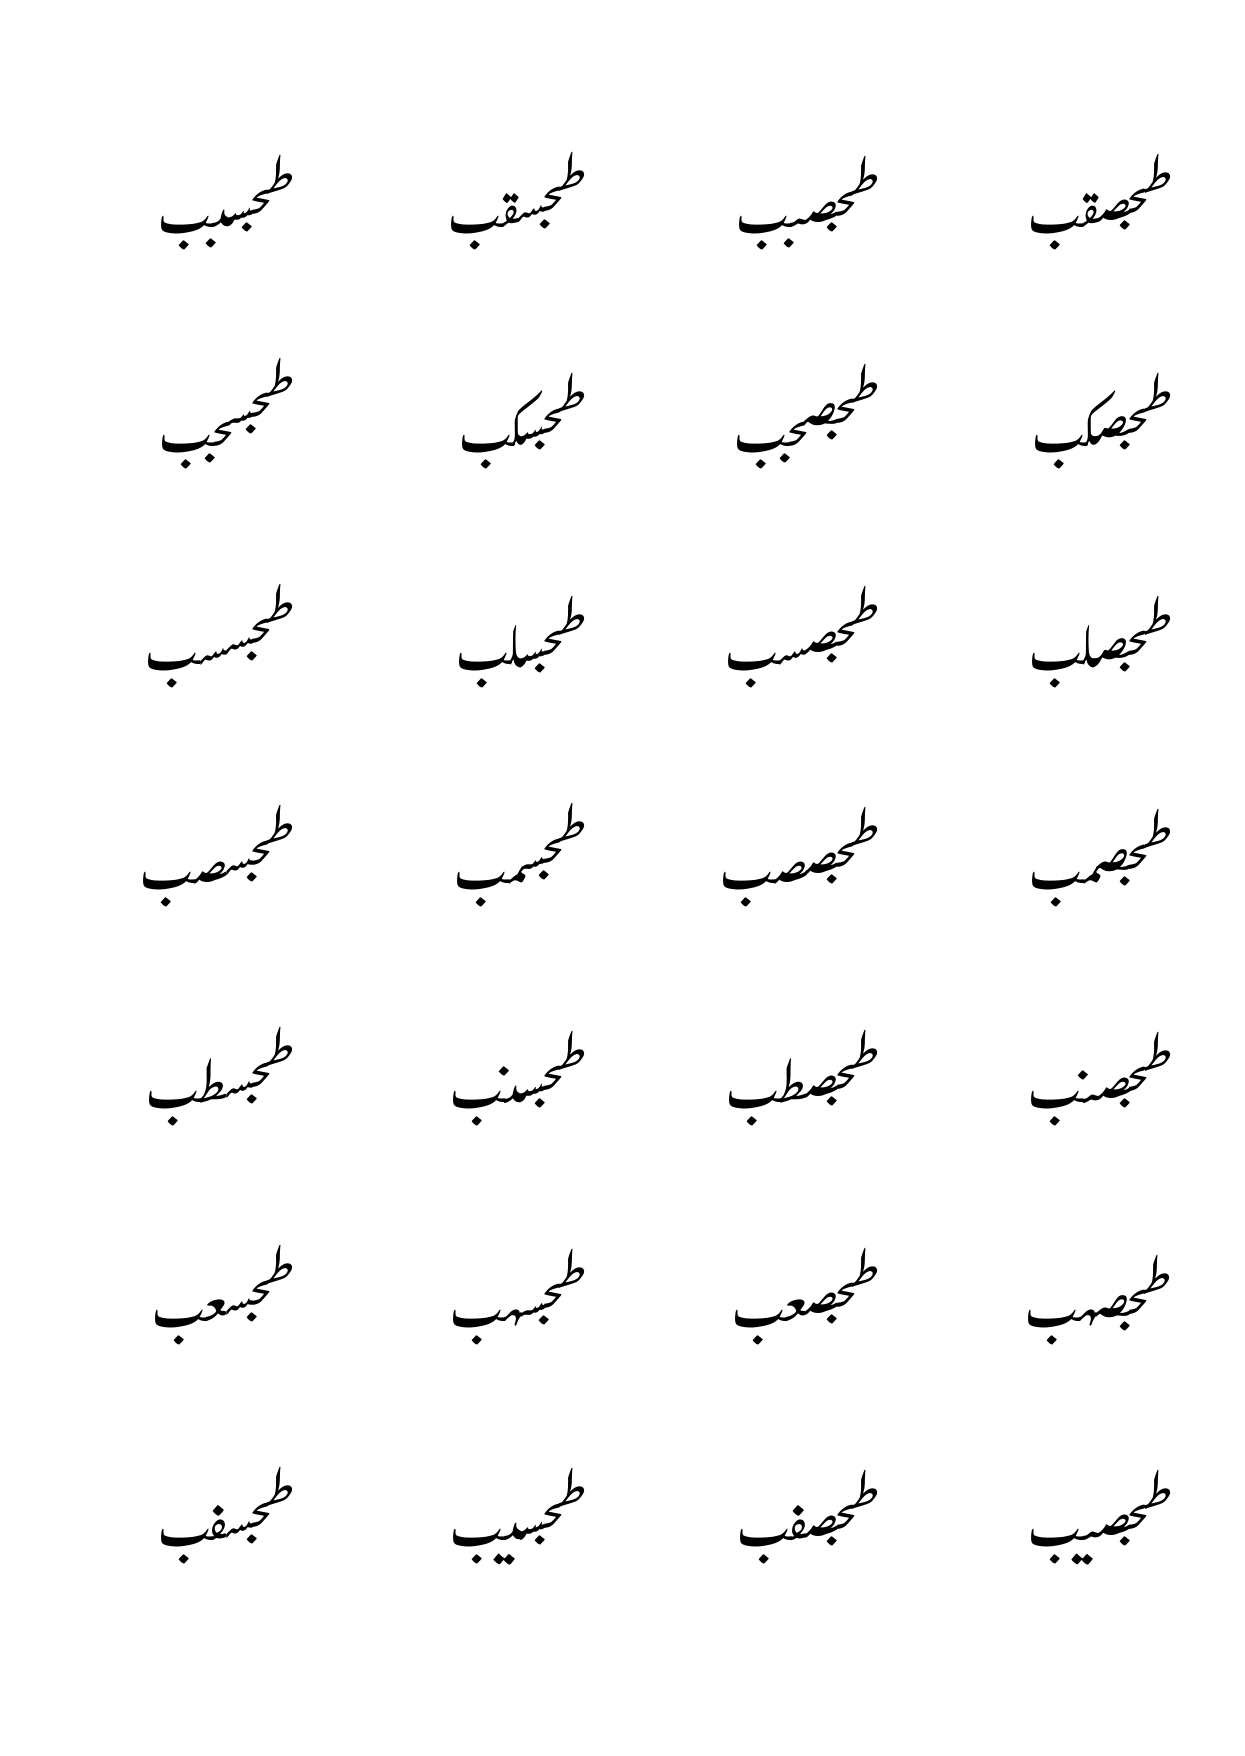 طجصقب طجصبب طجسقب طجسبب
طجصکب طجصجب طجسکب طجسجب
طجصلب طجصسب طجسلب طجسسب
طجصمب طجصصب طجسمب طجسصب
طجصنب طجصطب طجسنب طجسطب
طجصهب طجصعب طجسهب طجسعب
طجصیب طجصفب طجسیب طجسفب